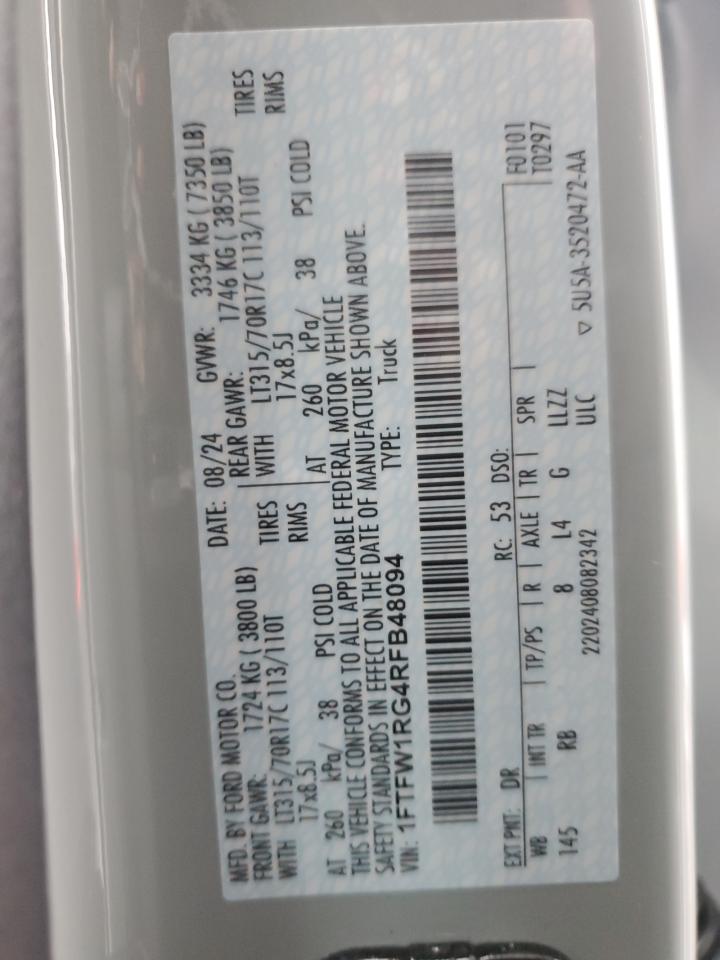 MFD. BY FORD MOTOR CO. DATE: 08/24 GVWR: 3334 KG ( 7350 LB)
FRONT GAWR: 1724 KG ( 3800 LB) REAR GAWR: 1746 KG ( 3850 LB)
WITH LT315/70R17C 113/110T TIRES WITH LT315/70R17C 113/110T TIRES
17x8.5J RIMS 17x8.5J RIMS
AT 260 kPa/ 38 PSI COLD AT 260 kPa/ 38 PSI COLD
THIS VEHICLE CONFORMS TO ALL APPLICABLE FEDERAL MOTOR VEHICLE
SAFETY STANDARDS IN EFFECT ON THE DATE OF MANUFACTURE SHOWN ABOVE.
VIN: 1FTFW1RG4RFB48094 TYPE: Truck
EXT PNT: DR RC: 53 DSO: F0101
WB INT TR TP/PS R AXLE TR SPR T0297
145 RB 8 L4 G LLZZ
2202408082342 ULC ▽ 5U5A-3520472-AA